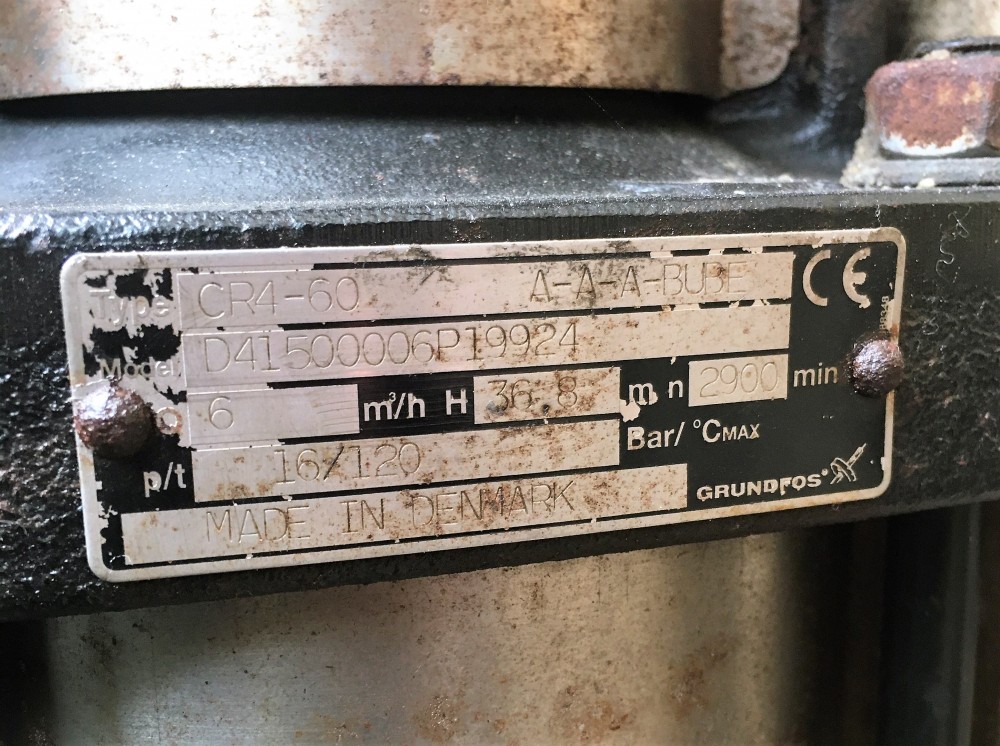 Type CR4-60 A-A-A-BUBE CE
Model D41500006P19924
Q 6 m³/h H 36.8 m n 2900 min
p/t 16/120 Bar/ °CMAX
MADE IN DENMARK GRUNDFOS®